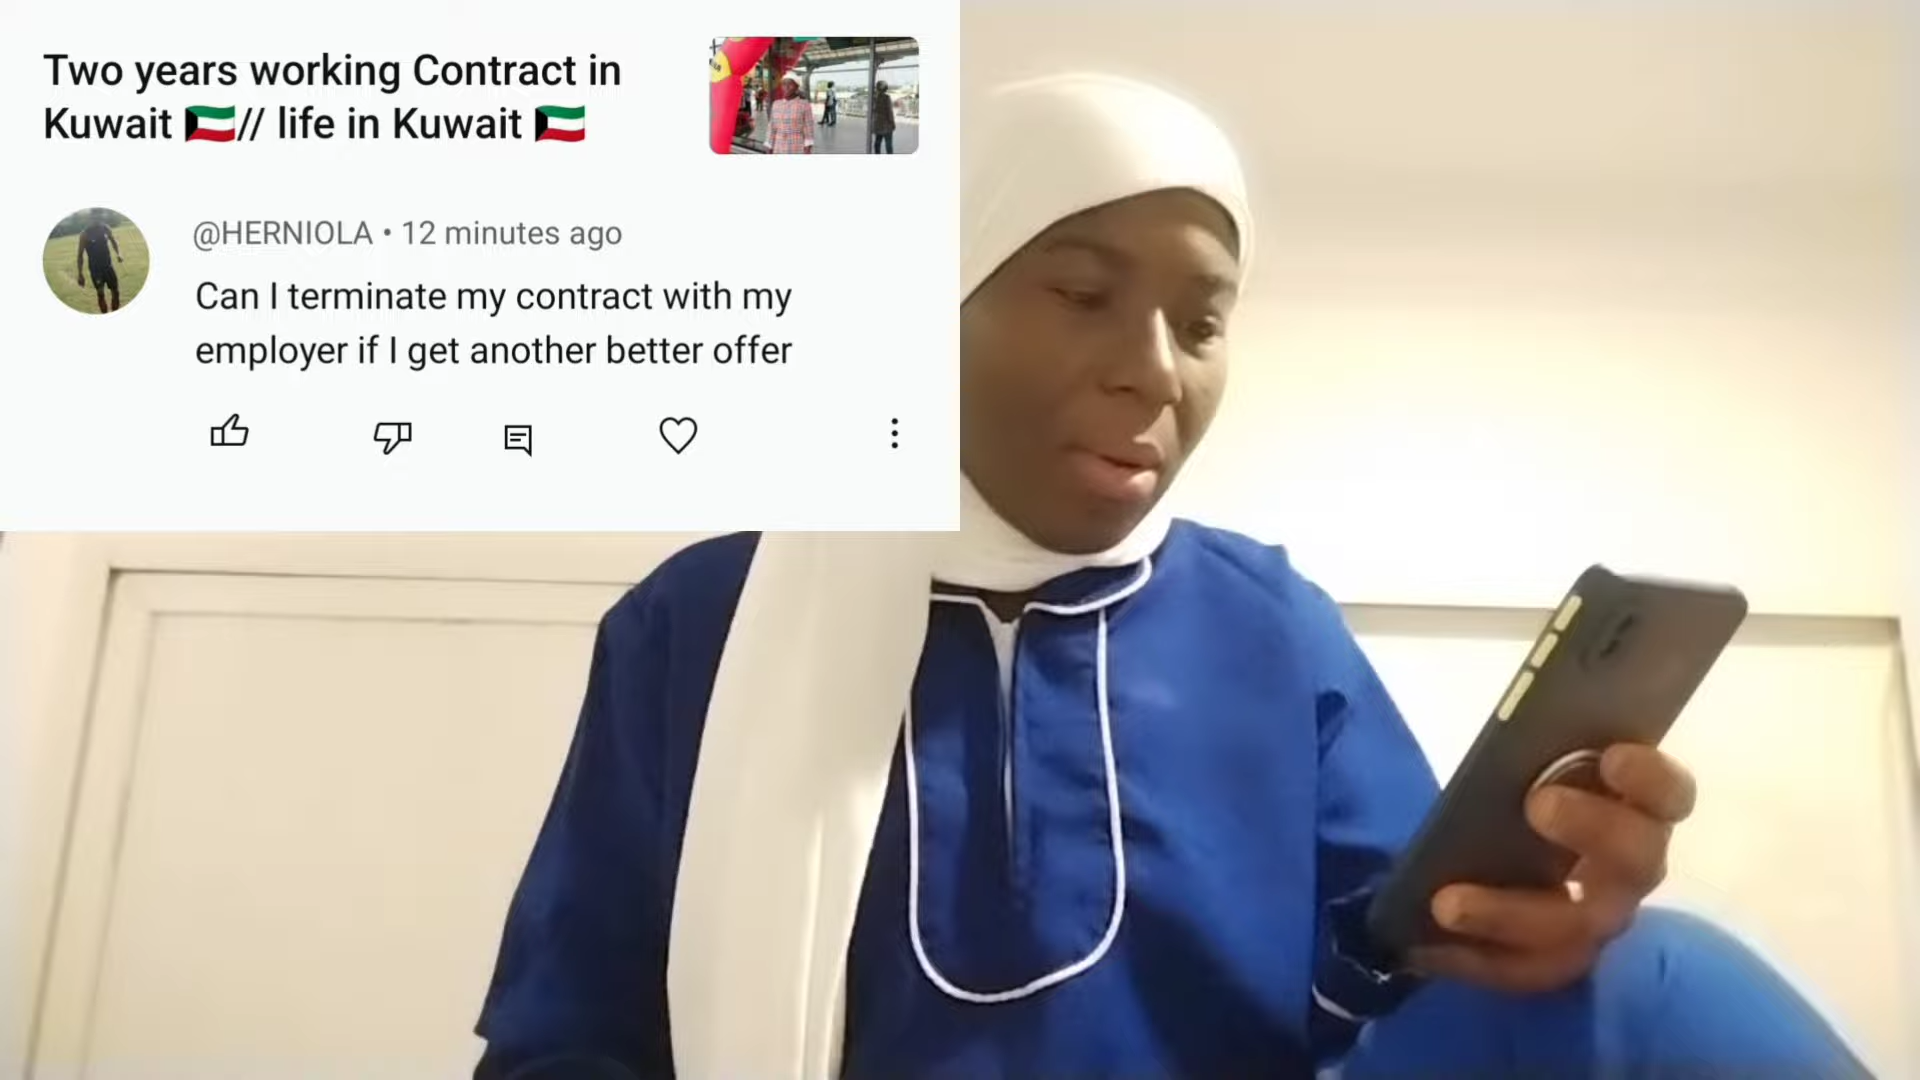 Two years working Contract in
Kuwait 🇰🇼// life in Kuwait 🇰🇼
@HERNIOLA • 12 minutes ago
Can I terminate my contract with my
employer if I get another better offer